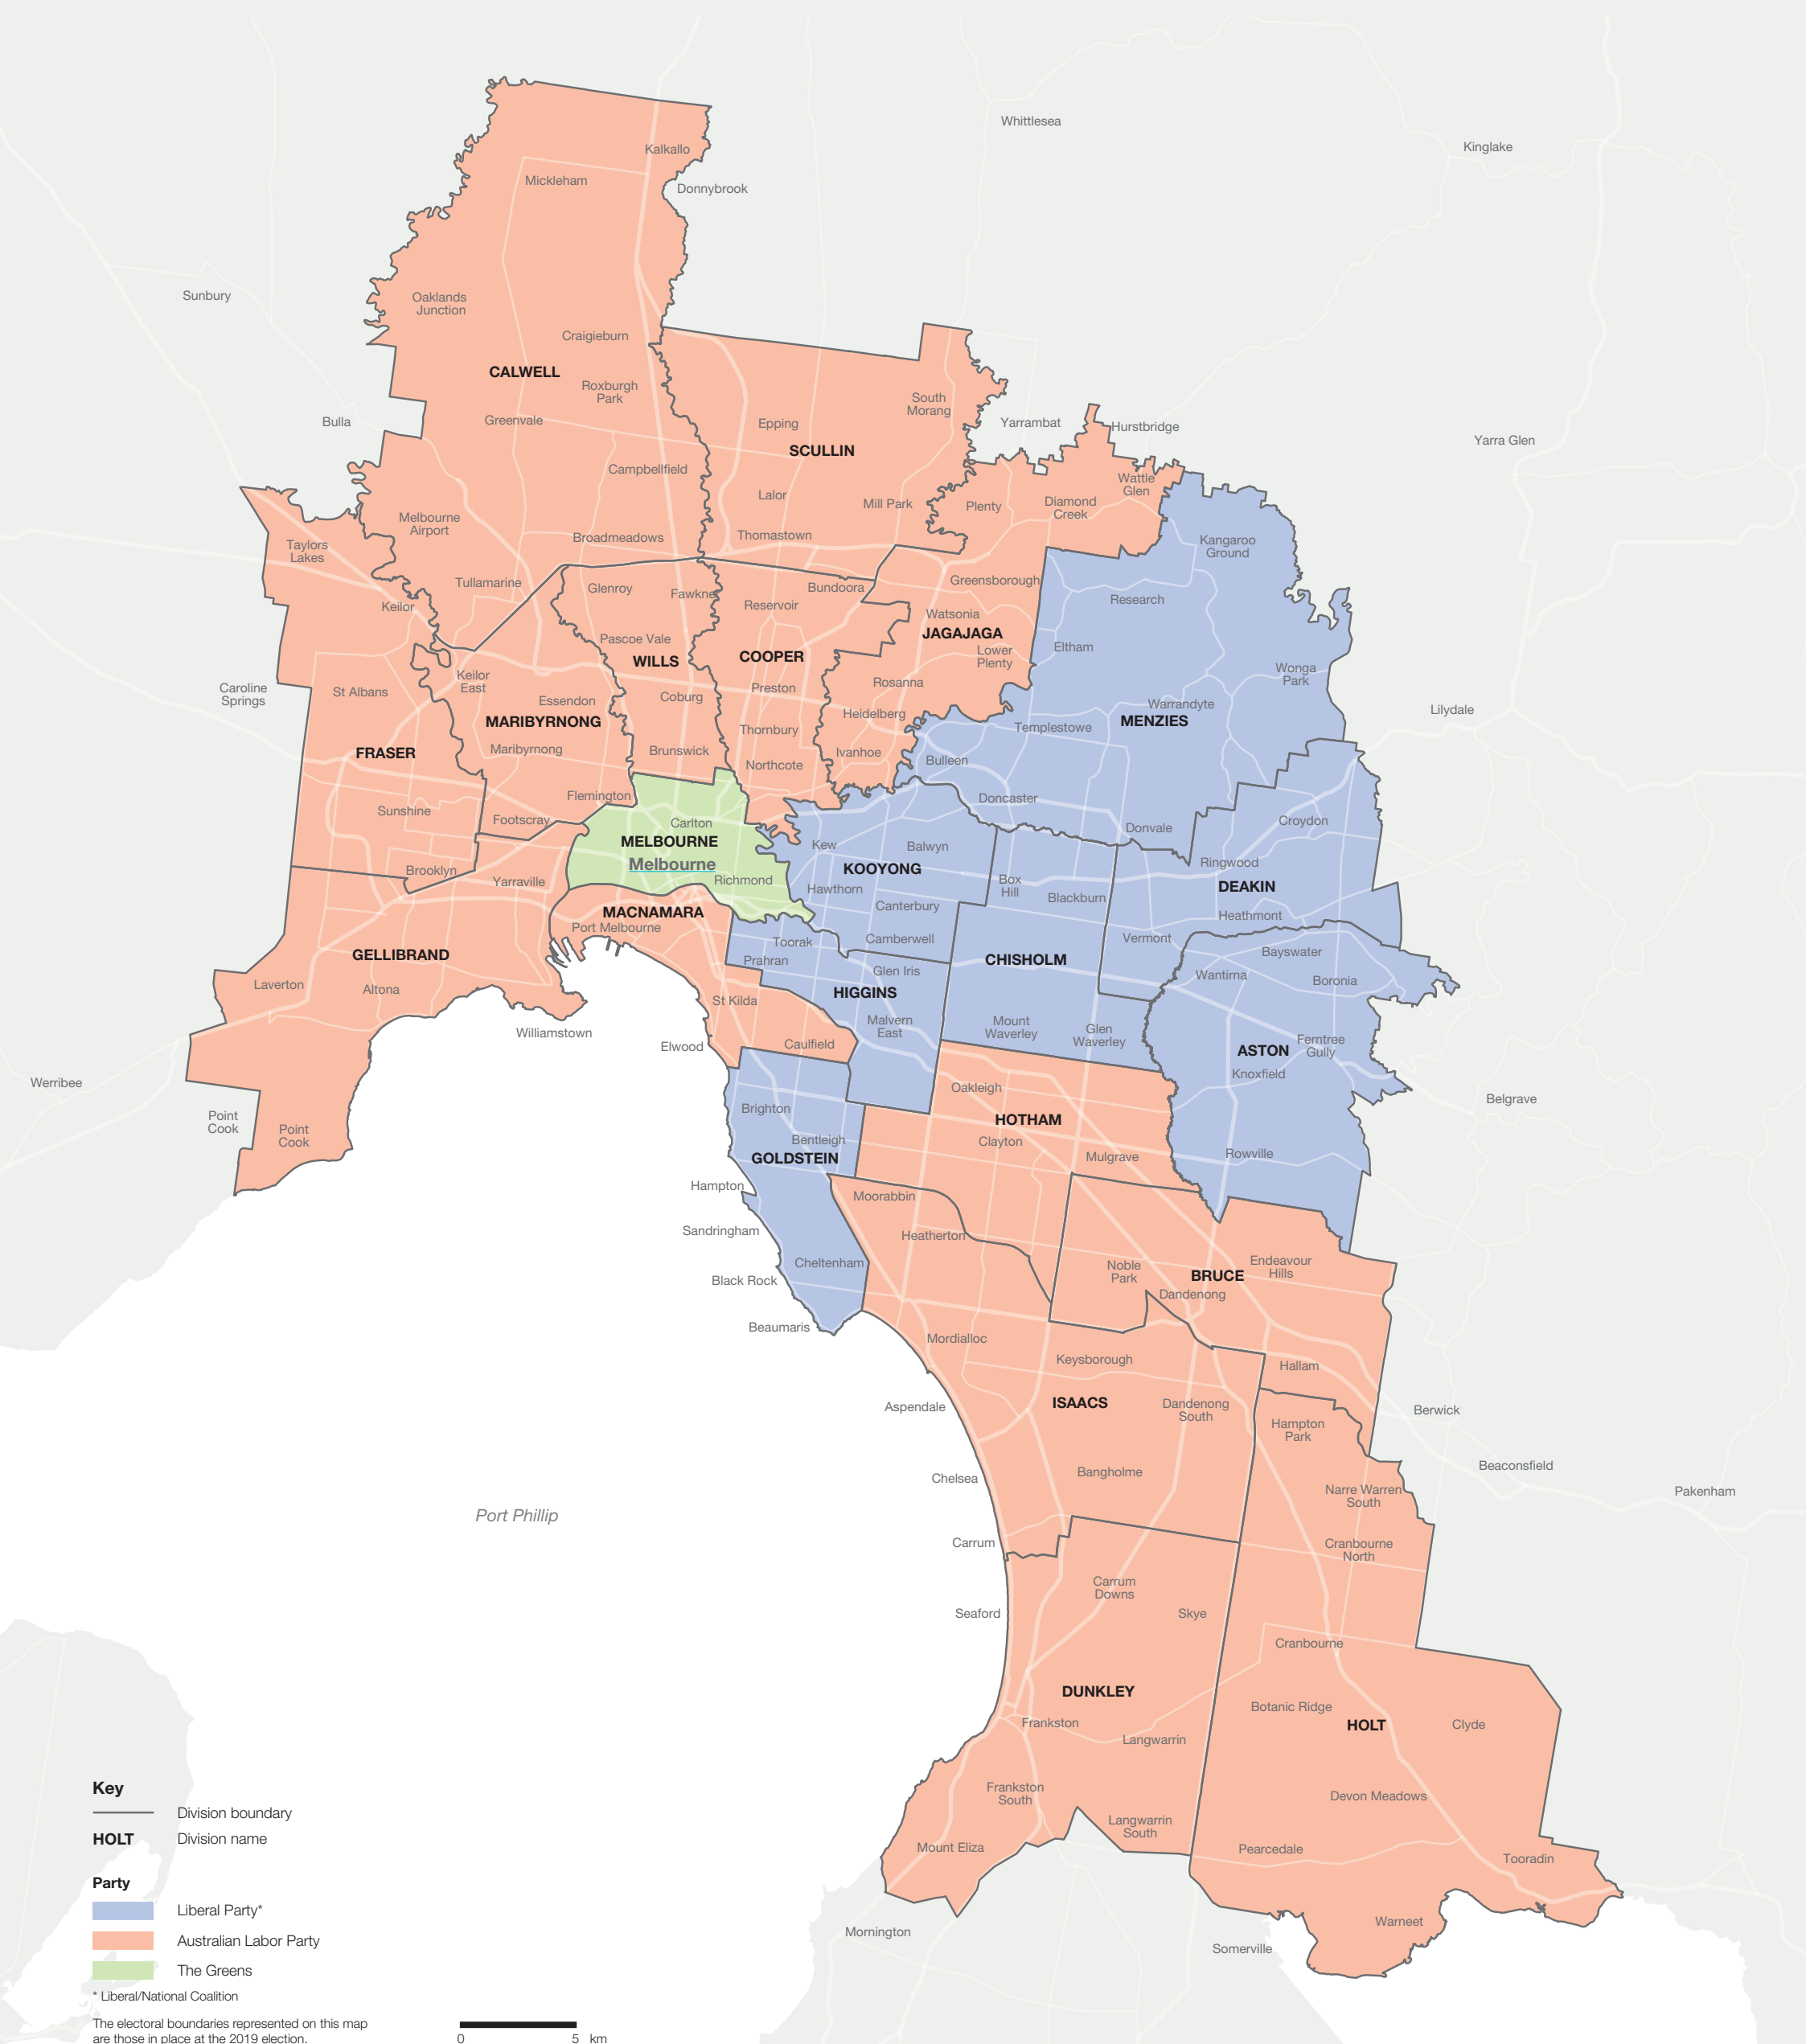 Whittlesea
Kinglake
Kalkallo
Mickleham
Donnybrook
Sunbury
Oaklands
Junction
Craigieburn
CALWELL
Roxburgh
Park
South
Morang
Bulla
Greenvale
Epping
Yarrambat
Hurstbridge
Yarra Glen
SCULLIN
Campbellfield
Wattle
Glen
Lalor
Mill Park
Plenty
Diamond
Creek
Melbourne
Airport
Taylors
Lakes
Broadmeadows
Thomastown
Kangaroo
Ground
Tullamarine
Glenroy
Fawkne
Bundoora
Greensborough
Keilor
Reservoir
Research
Watsonia
JAGAJAGA
Pascoe Vale
WILLS
COOPER
Lower
Plenty
Eltham
Wonga
Park
Caroline
Springs
St Albans
Keilor
East
Essendon
Coburg
Preston
Rosanna
Warrandyte
Lilydale
MARIBYRNONG
Heidelberg
MENZIES
Thornbury
Templestowe
FRASER
Maribyrnong
Brunswick
Ivanhoe
Northcote
Bulleen
Flemington
Doncaster
Sunshine
Footscray
Carlton
Donvale
Croydon
MELBOURNE
Melbourne
Kew
Balwyn
KOOYONG
Ringwood
Brooklyn
Yarraville
Richmond
Hawthorn
Box
Hill
Blackburn
DEAKIN
Canterbury
Heathmont
MACNAMARA
Port Melbourne
Toorak
Camberwell
Vermont
GELLIBRAND
Prahran
CHISHOLM
Bayswater
Glen Iris
Wantirna
Boronia
Laverton
Altona
HIGGINS
St Kilda
Malvern
East
Mount
Waverley
Glen
Waverley
Williamstown
Elwood
Caulfield
ASTON
Ferntree
Gully
Knoxfield
Werribee
Oakleigh
Belgrave
Point
Cook
Point
Cook
Brighton
HOTHAM
Bentleigh
Clayton
GOLDSTEIN
Mulgrave
Rowville
Hampton
Moorabbin
Sandringham
Heatherton
Cheltenham
Noble
Park
BRUCE
Endeavour
Hills
Black Rock
Dandenong
Beaumaris
Mordialloc
Keysborough
Hallam
Aspendale
ISAACS
Dandenong
South
Berwick
Hampton
Park
Chelsea
Bangholme
Beaconsfield
Narre Warren
South
Pakenham
Port Phillip
Carrum
Cranbourne
North
Carrum
Downs
Seaford
Skye
Cranbourne
DUNKLEY
Botanic Ridge
Frankston
HOLT
Clyde
Langwarrin
Frankston
South
Devon Meadows
Langwarrin
South
Mount Eliza
Pearcedale
Tooradin
Mornington
Warneet
Somerville
Key
Division boundary
HOLT Division name
Party
Liberal Party*
Australian Labor Party
The Greens
* Liberal/National Coalition
The electoral boundaries represented on this map
are those in place at the 2019 election.
0 5 km